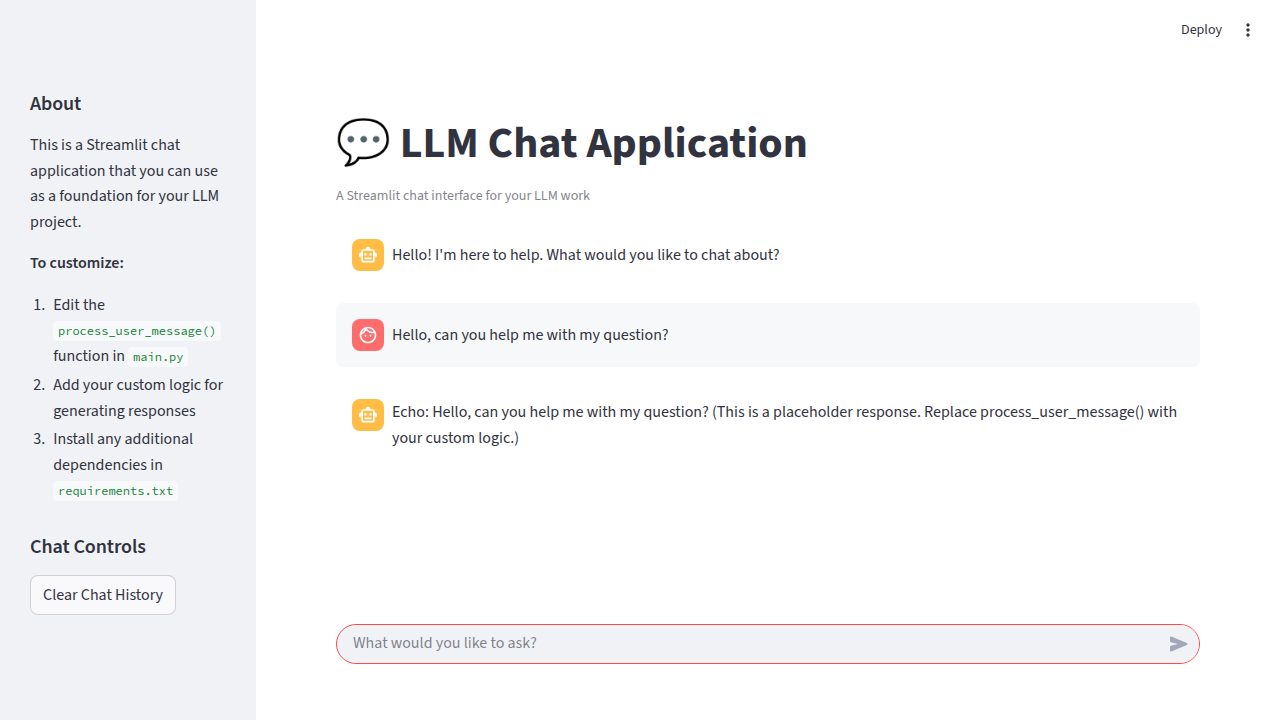 Deploy
About
This is a Streamlit chat
application that you can use
as a foundation for your LLM
project.
To customize:
1. Edit the
process_user_message()
function in main.py
2. Add your custom logic for
generating responses
3. Install any additional
dependencies in
requirements.txt
Chat Controls
Clear Chat History
LLM Chat Application
A Streamlit chat interface for your LLM work
Hello! I'm here to help. What would you like to chat about?
Hello, can you help me with my question?
Echo: Hello, can you help me with my question? (This is a placeholder response. Replace process_user_message() with
your custom logic.)
What would you like to ask?